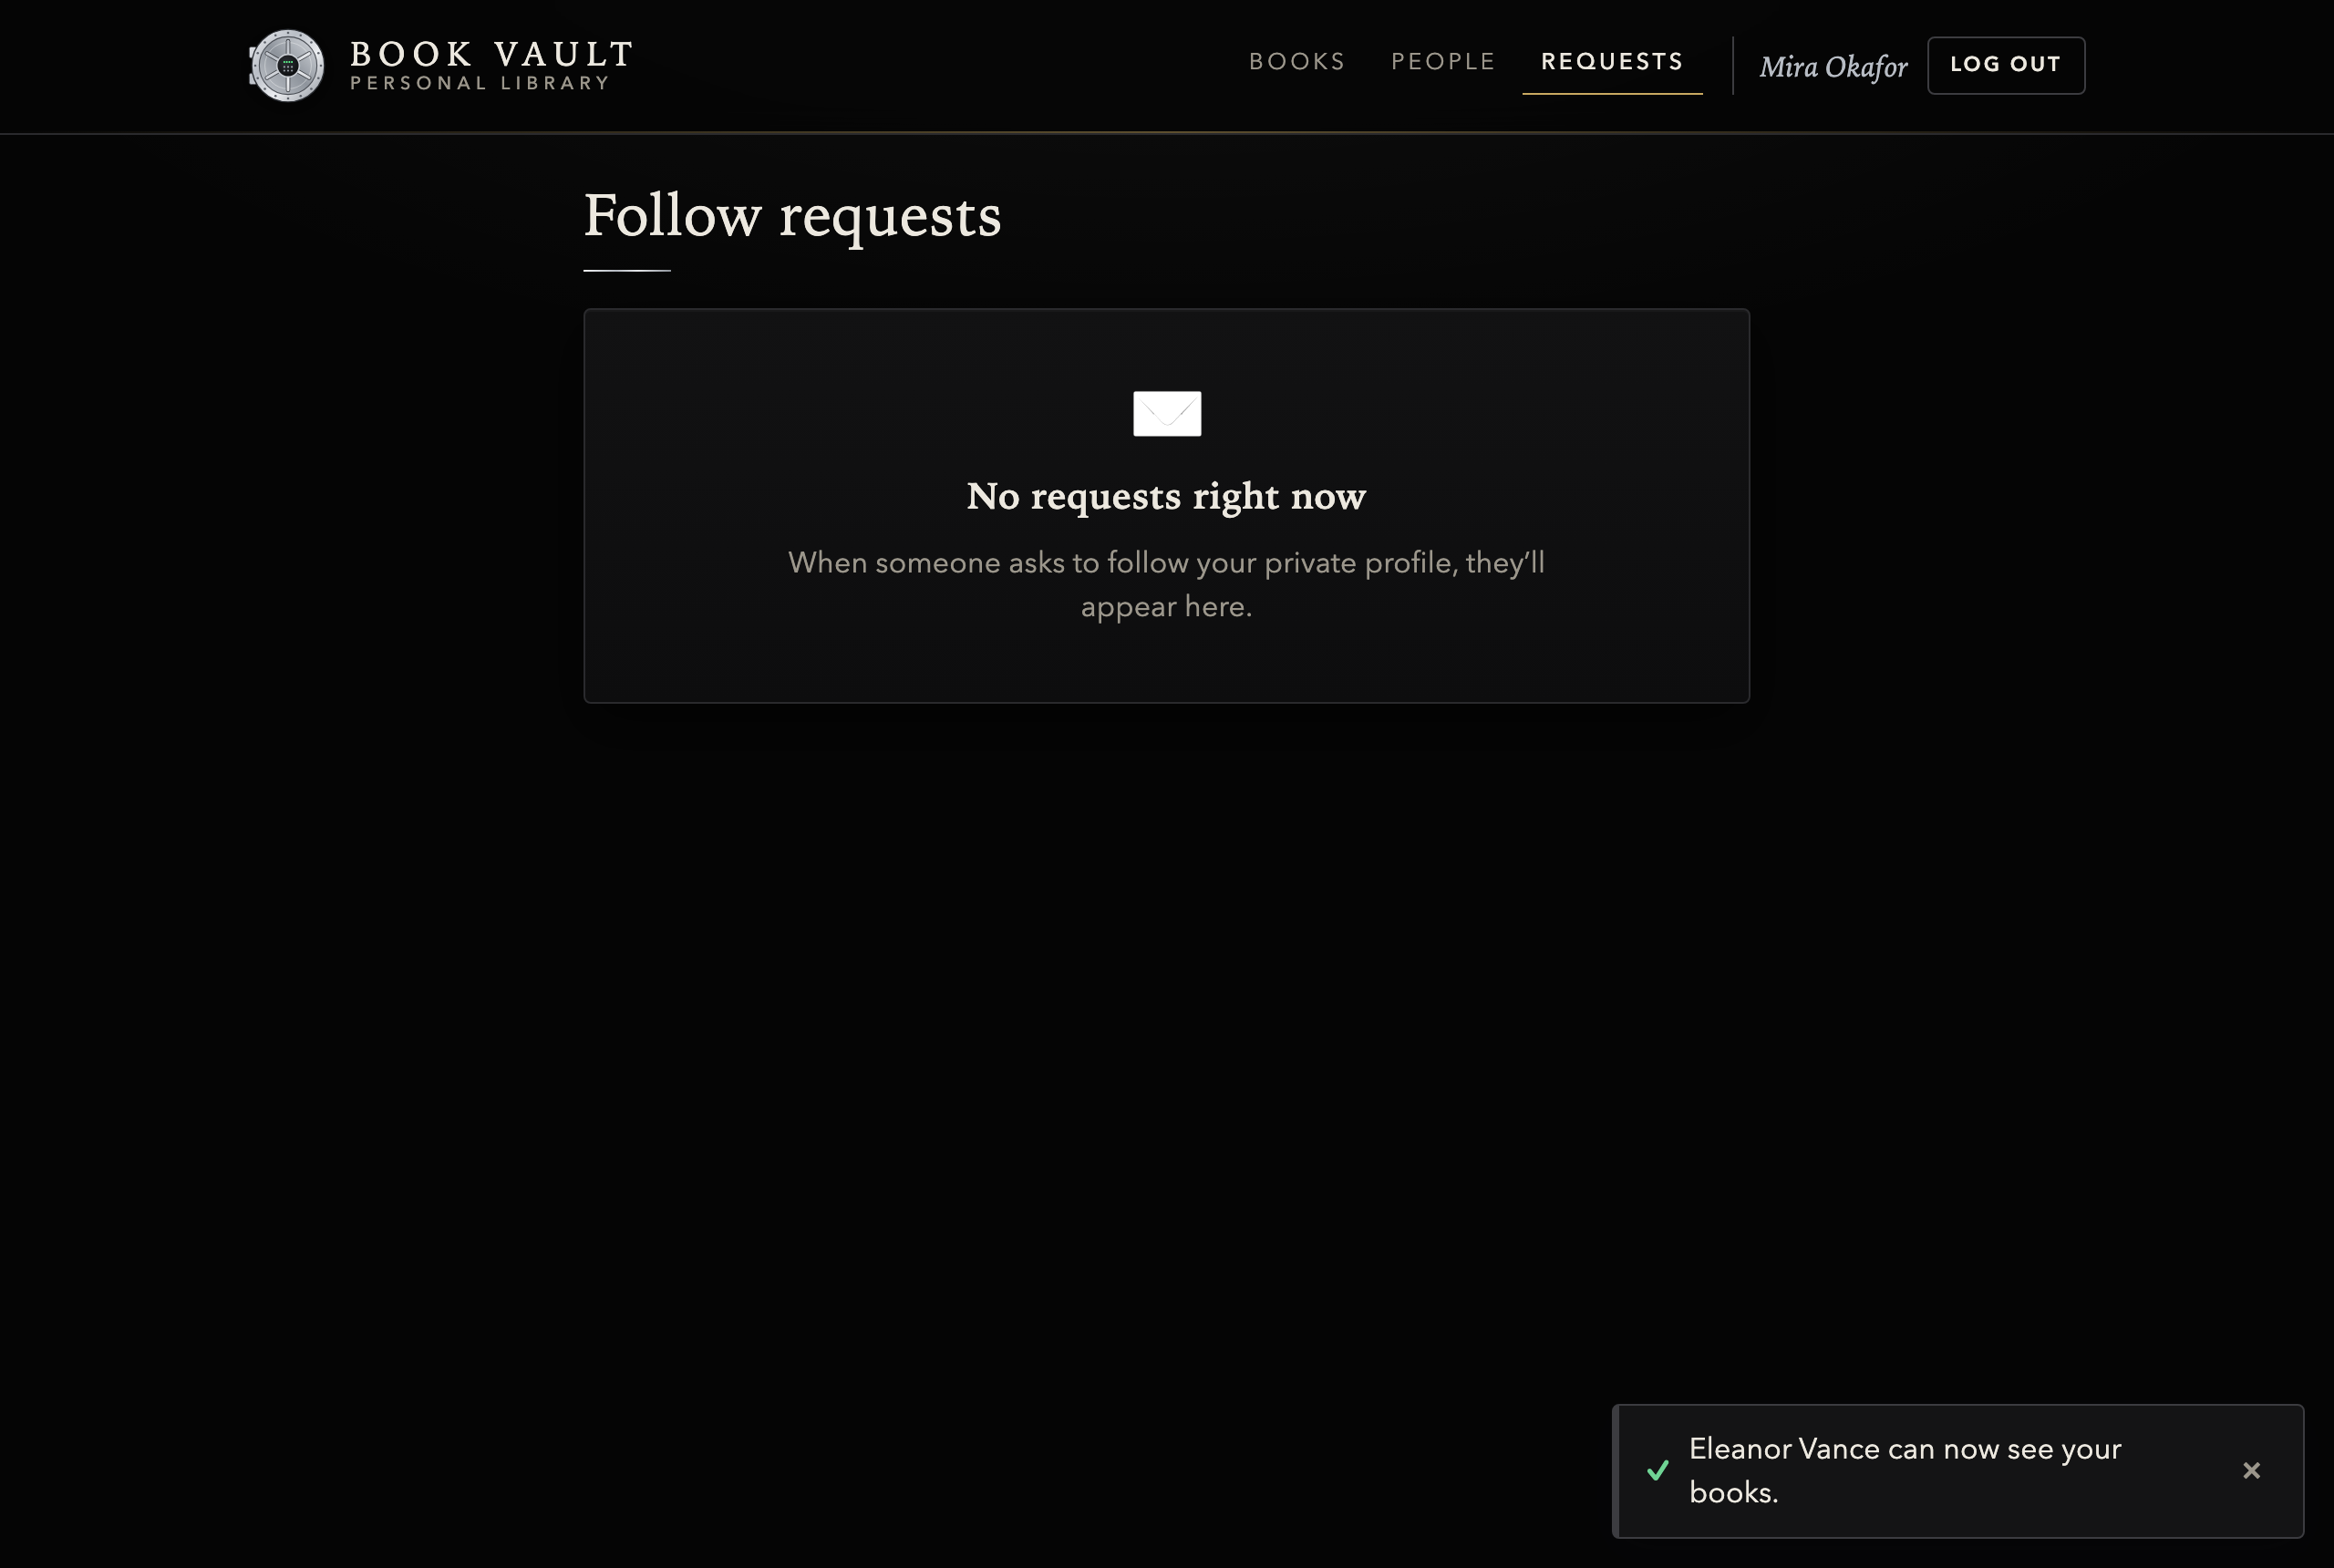 BOOK VAULT
PERSONAL LIBRARY
BOOKS
PEOPLE
REQUESTS
Mira Okafor
LOG OUT
Follow requests
No requests right now
When someone asks to follow your private profile, they’ll
appear here.
Eleanor Vance can now see your
books.